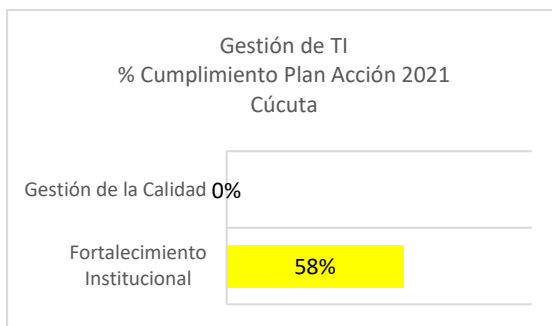 Gestión de TI
% Cumplimiento Plan Acción 2021
Cúcuta
Gestión de la Calidad 0%
Fortalecimiento
Institucional
58%